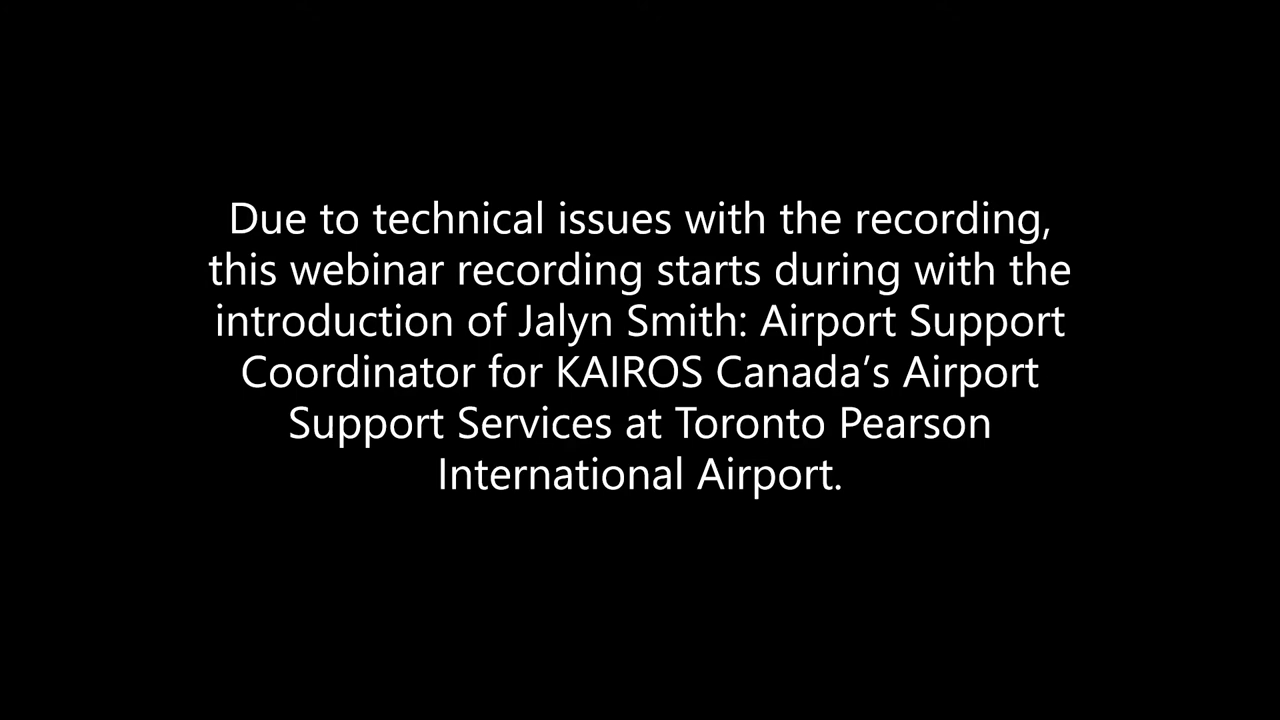 Due to technical issues with the recording,
this webinar recording starts during with the
introduction of Jalyn Smith: Airport Support
Coordinator for KAIROS Canada’s Airport
Support Services at Toronto Pearson
International Airport.